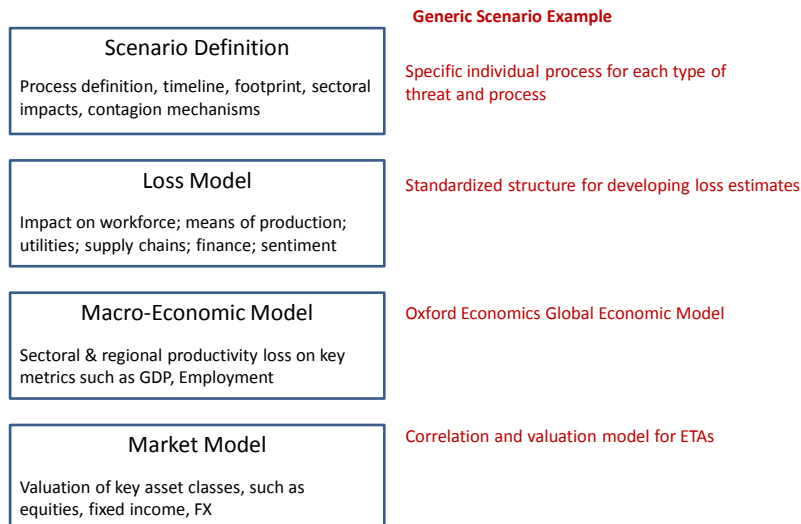 Generic Scenario Example
Scenario Definition
Process definition, timeline, footprint, sectoral
impacts, contagion mechanisms
Specific individual process for each type of
threat and process
Loss Model
Impact on workforce; means of production;
utilities; supply chains; finance; sentiment
Standardized structure for developing loss estimates
Macro-Economic Model
Sectoral & regional productivity loss on key
metrics such as GDP, Employment
Oxford Economics Global Economic Model
Market Model
Valuation of key asset classes, such as
equities, fixed income, FX
Correlation and valuation model for ETAs